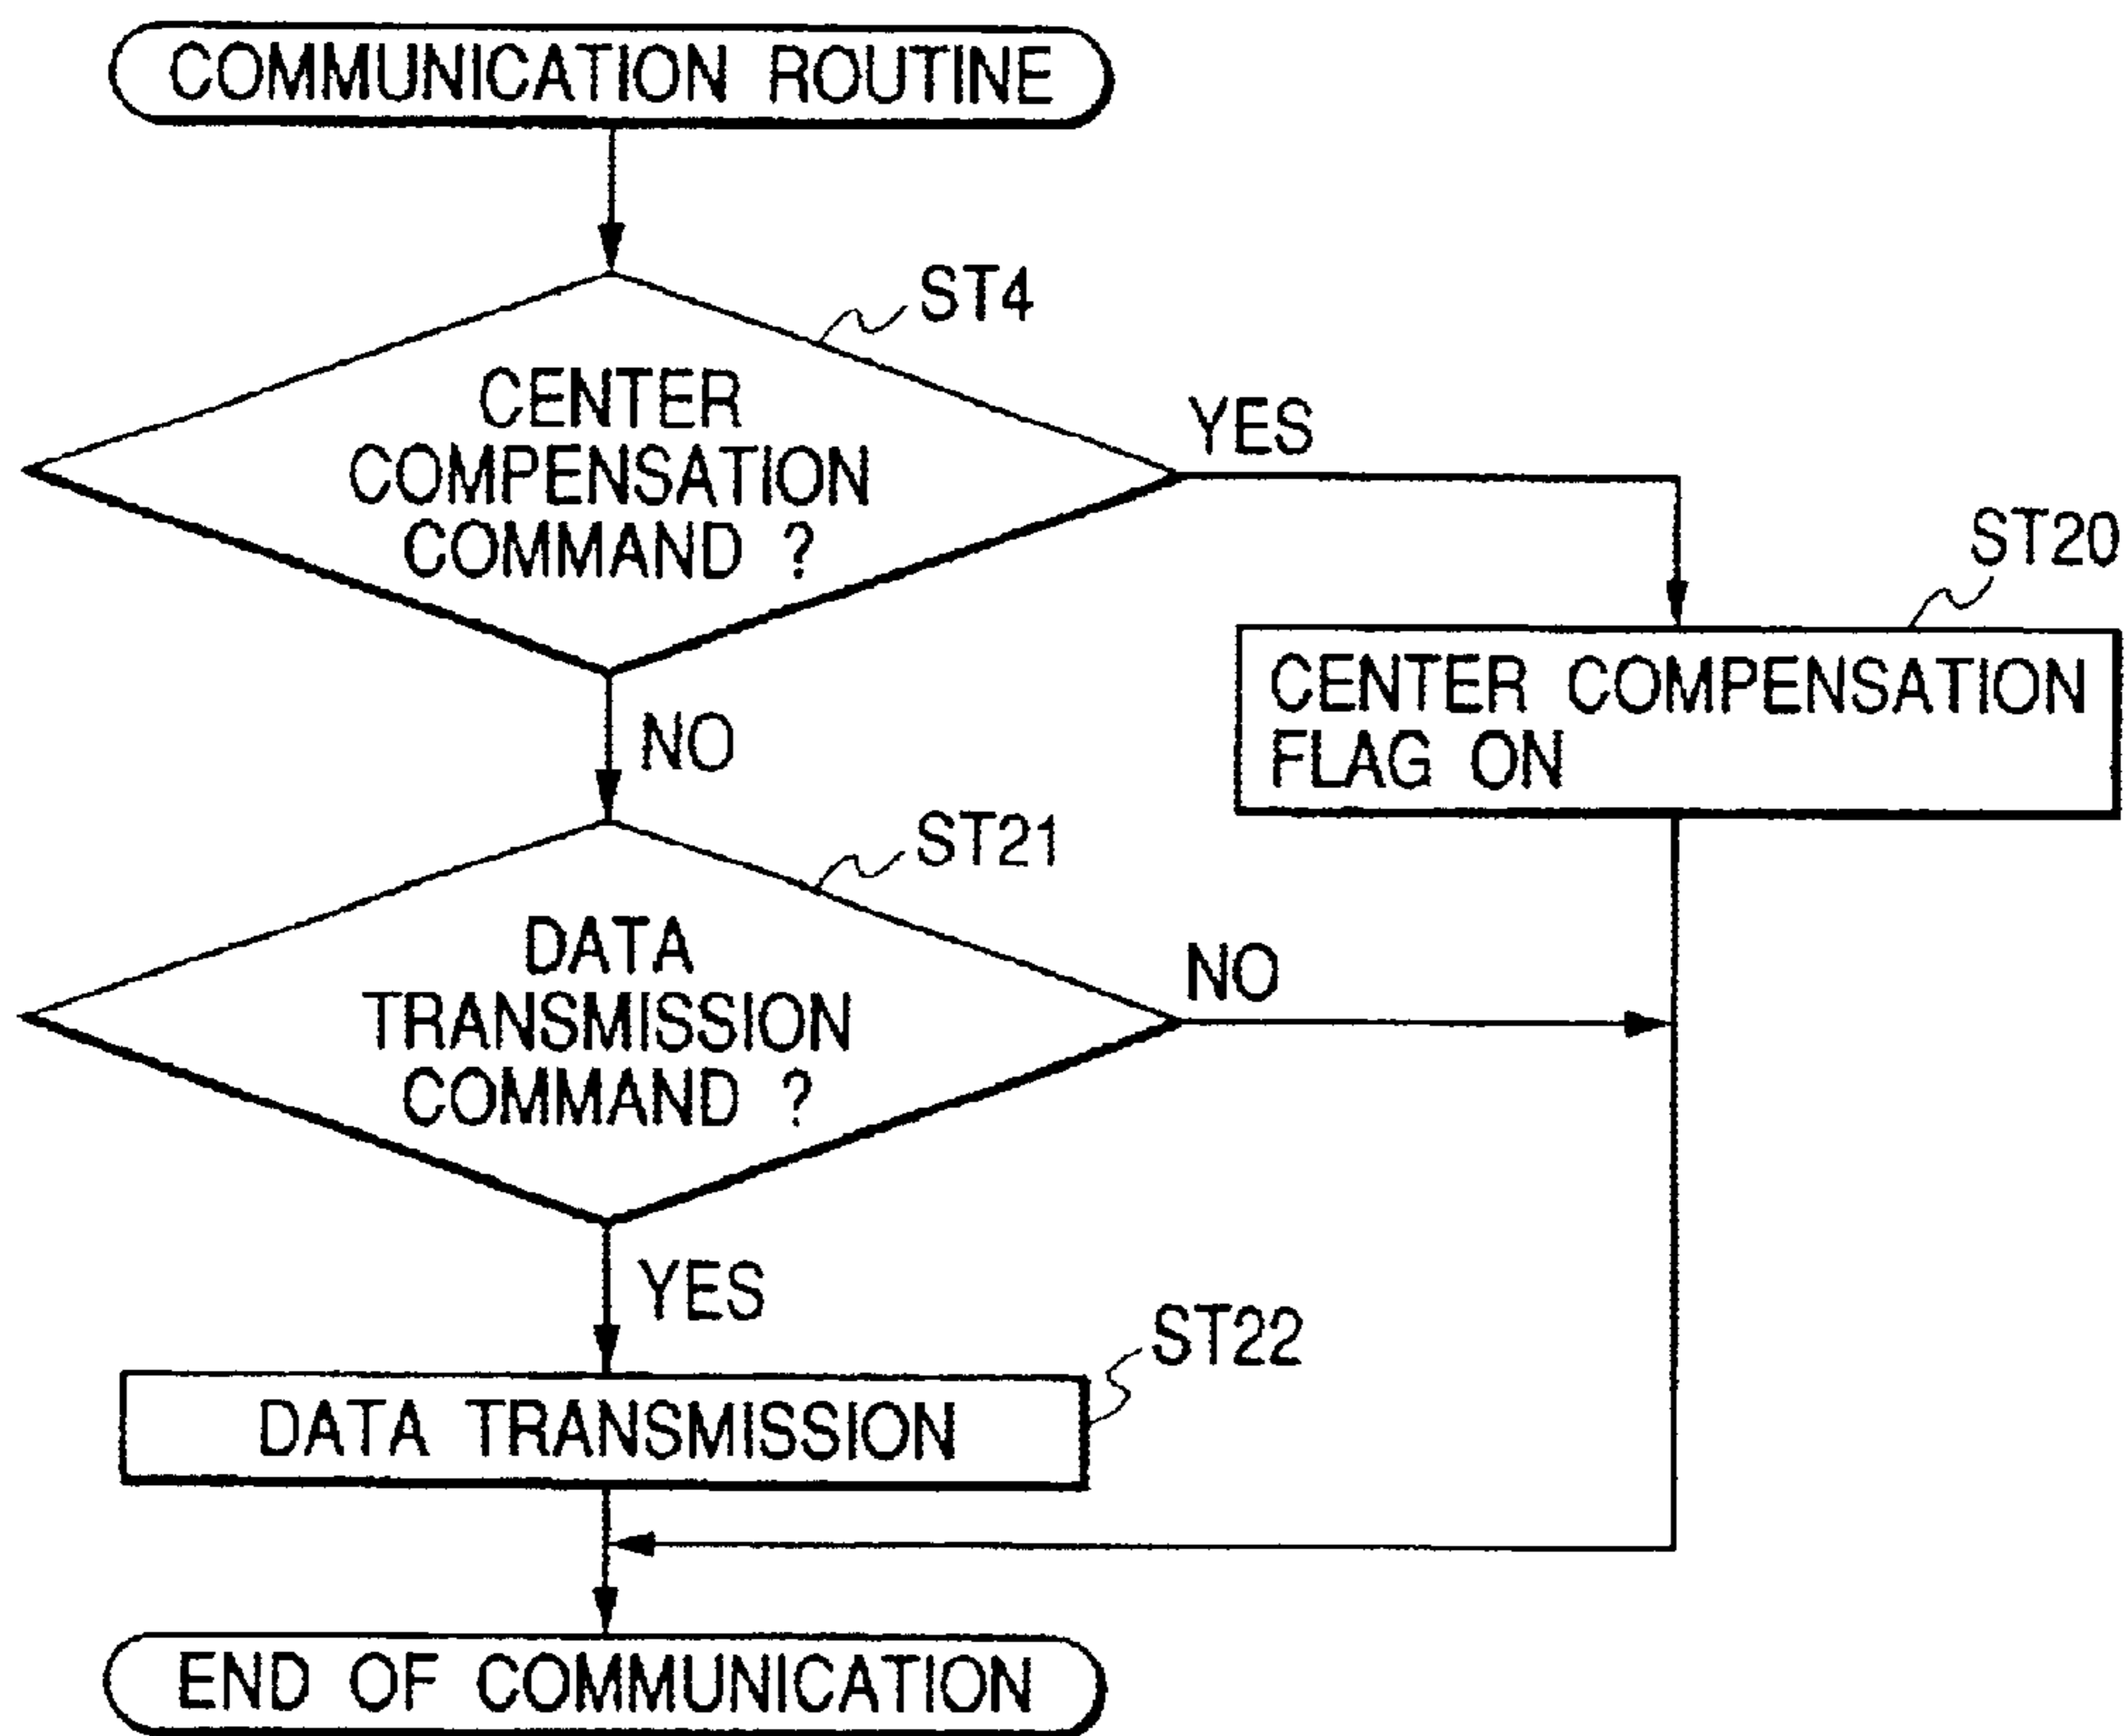 COMMUNICATION ROUTINE
ST4
CENTER
COMPENSATION
COMMAND ?
YES
ST20
CENTER COMPENSATION
FLAG ON
NO
ST21
DATA
TRANSMISSION
COMMAND ?
NO
YES
ST22
DATA TRANSMISSION
END OF COMMUNICATION